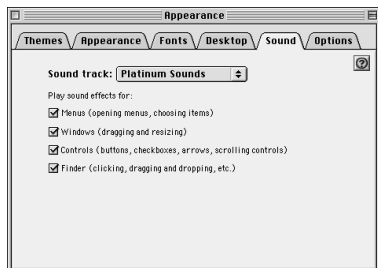 Appearance
Themes Appearance Fonts Desktop Sound Options
?
Sound track: Platinum Sounds
Play sound effects for:
Menus (opening menus, choosing items)
Windows (dragging and resizing)
Controls (buttons, checkboxes, arrows, scrolling controls)
Finder (clicking, dragging and dropping, etc.)